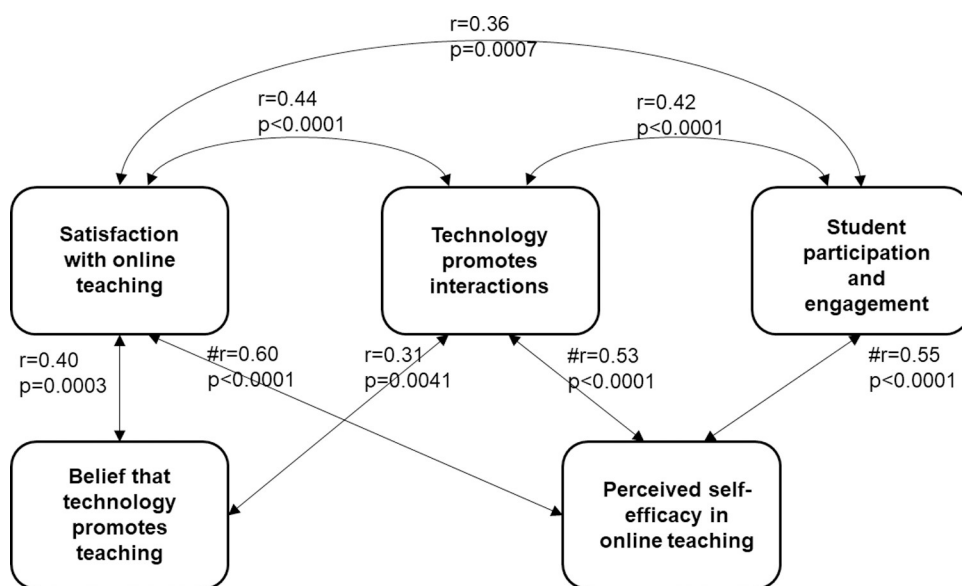 r=0.36
p=0.0007
r=0.44
p<0.0001
r=0.42
p<0.0001
Satisfaction
with online
teaching
Technology
promotes
interactions
Student
participation
and
engagement
r=0.40
p=0.0003
#r=0.60
p<0.0001
r=0.31
p=0.0041
#r=0.53
p<0.0001
#r=0.55
p<0.0001
Belief that
technology
promotes
teaching
Perceived self-
efficacy in
online teaching